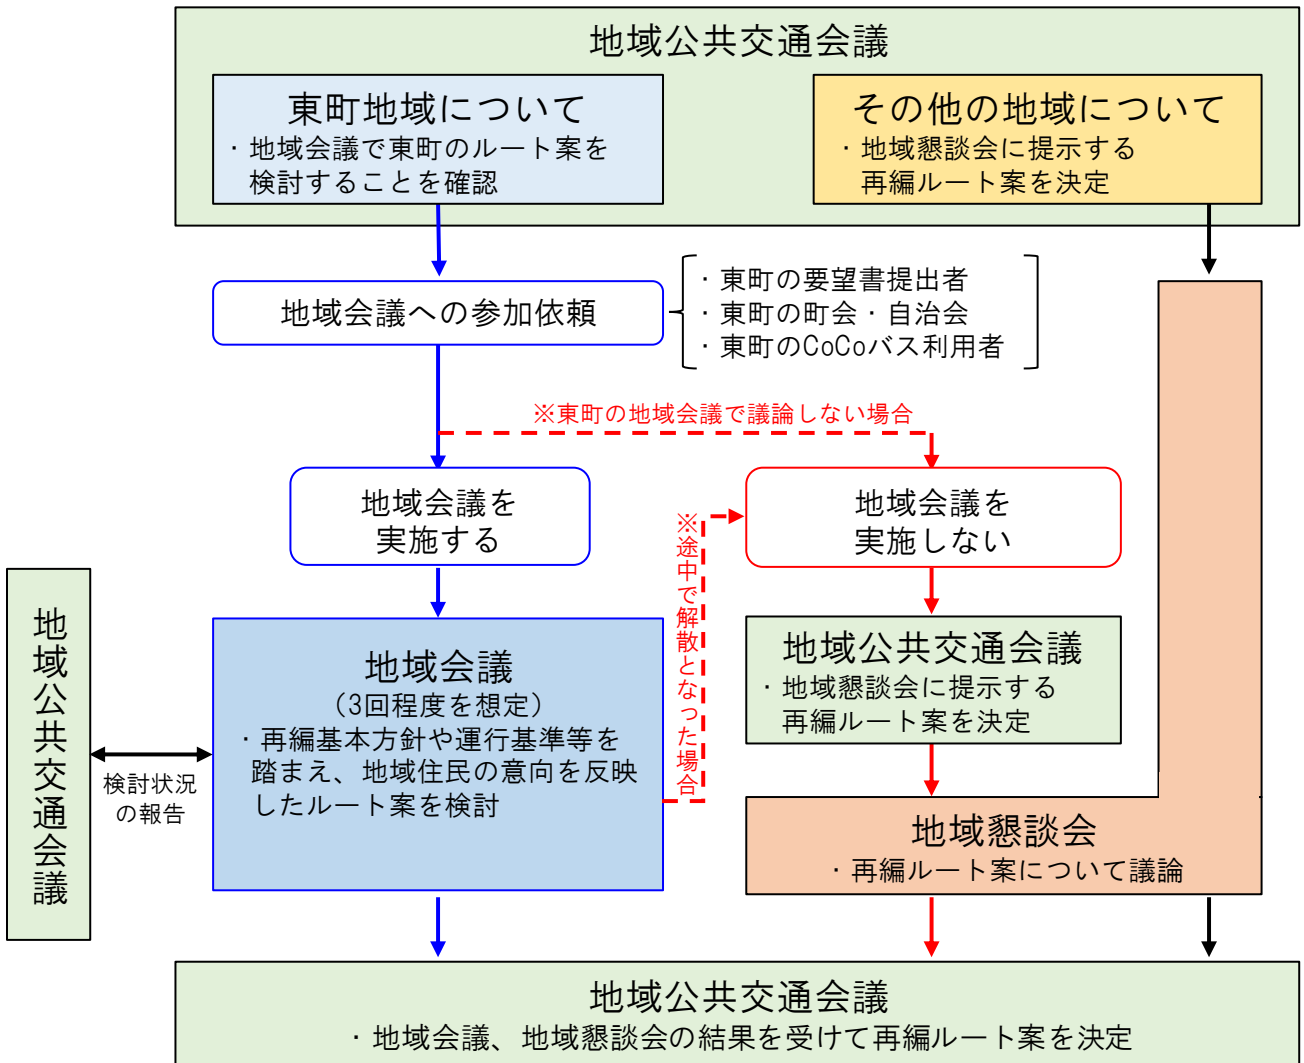 地域公共交通会議
東町地域について
・地域会議で東町のルート案を
検討することを確認
その他の地域について
・地域懇談会に提示する
再編ルート案を決定
地域会議への参加依頼
・東町の要望書提出者
・東町の町会・自治会
・東町のCoCoバス利用者
※東町の地域会議で議論しない場合
地域会議を
実施する
地域会議を
実施しない
※途中で解散となった場合
地域公共交通会議
検討状況
の報告
地域会議
（3回程度を想定）
・再編基本方針や運行基準等を
踏まえ、地域住民の意向を反映
したルート案を検討
地域公共交通会議
・地域懇談会に提示する
再編ルート案を決定
地域懇談会
・再編ルート案について議論
地域公共交通会議
・地域会議、地域懇談会の結果を受けて再編ルート案を決定